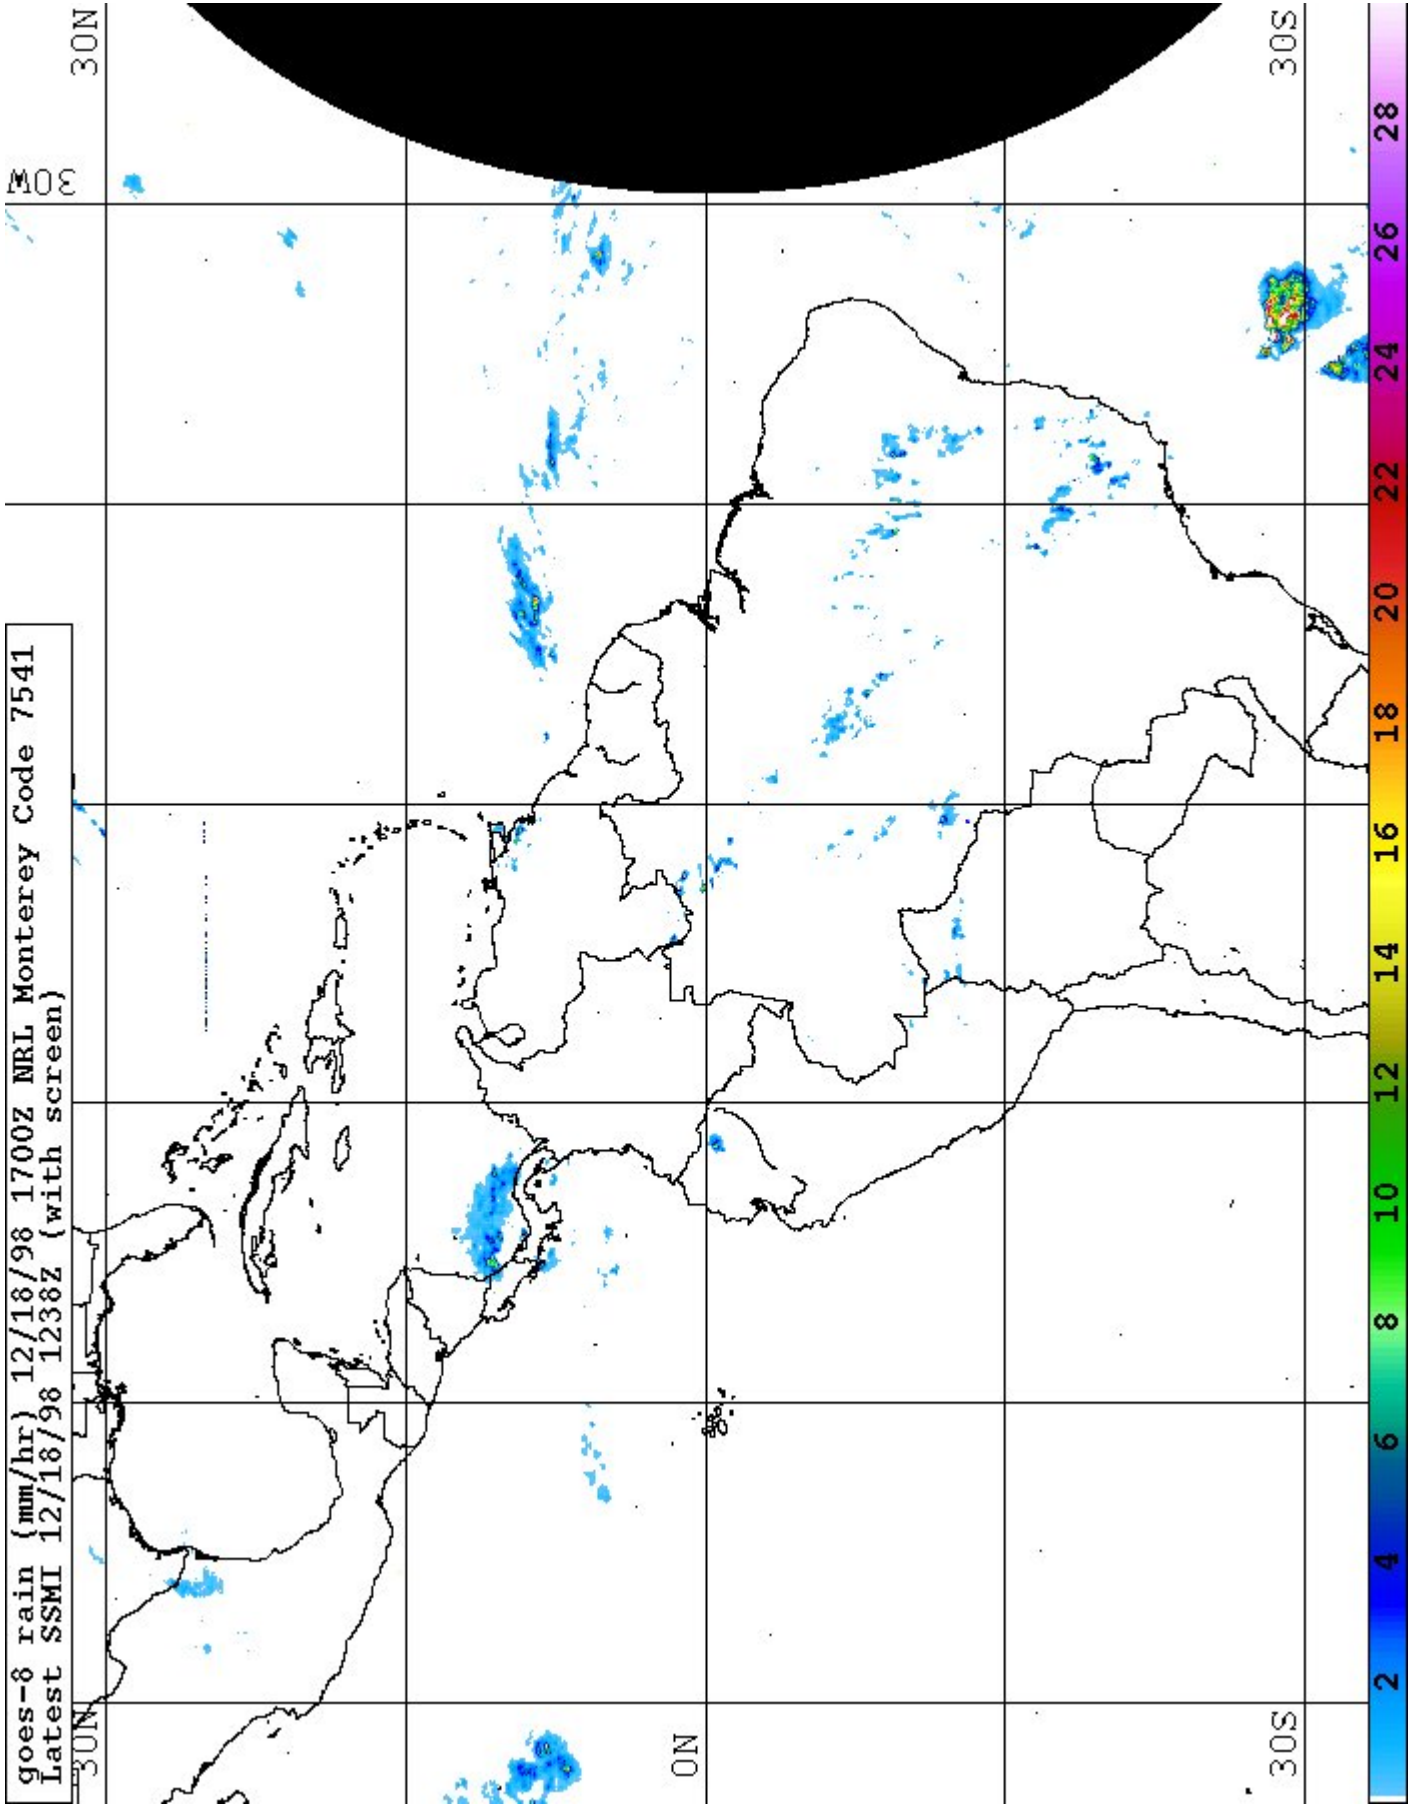 goes-8 rain (mm/hr) 12/18/98 1700Z NRL Monterey Code 7541
Latest SSMI 12/18/98 1238Z (with screen)
30N
30W
30N
0N
30S
30S
2 4 6 8 10 12 14 16 18 20 22 24 26 28